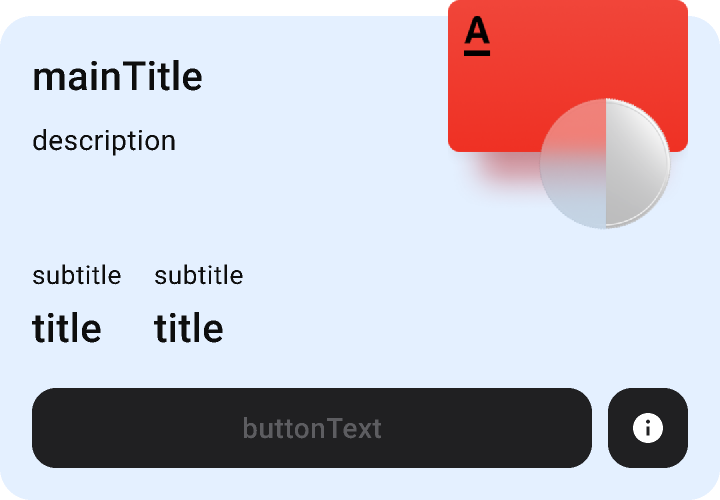 A
mainTitle
description
subtitle subtitle
title title
buttonText